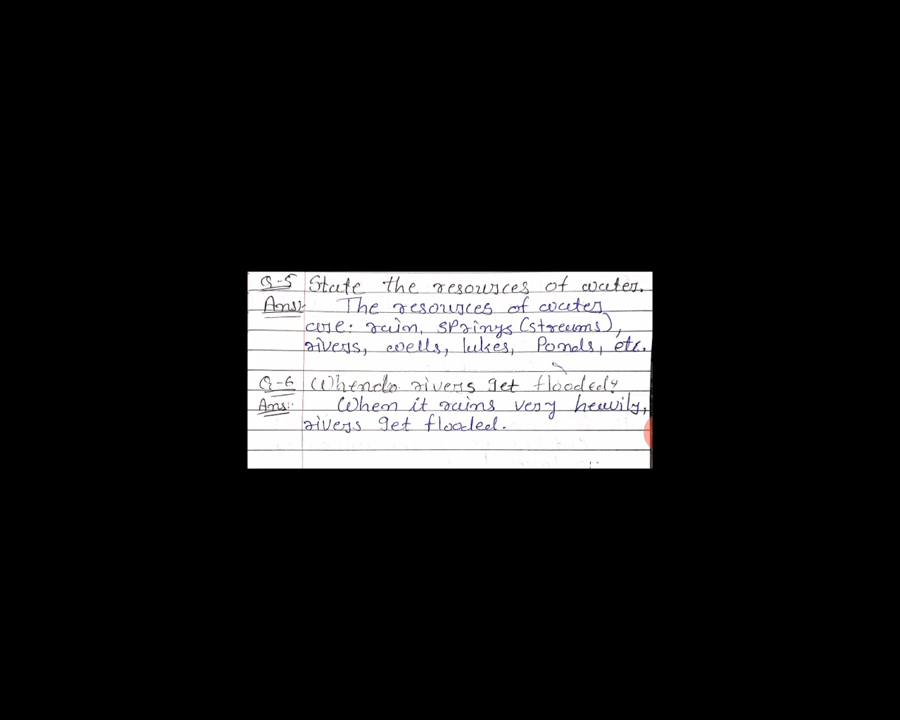 Q-5 State the resources of water.
Ans: The resources of water
are: rain, springs (streams),
rivers, wells, lakes, Ponds, etc.
Q-6 When do rivers get flooded?
Ans: When it rains very heavily,
rivers get flooded.